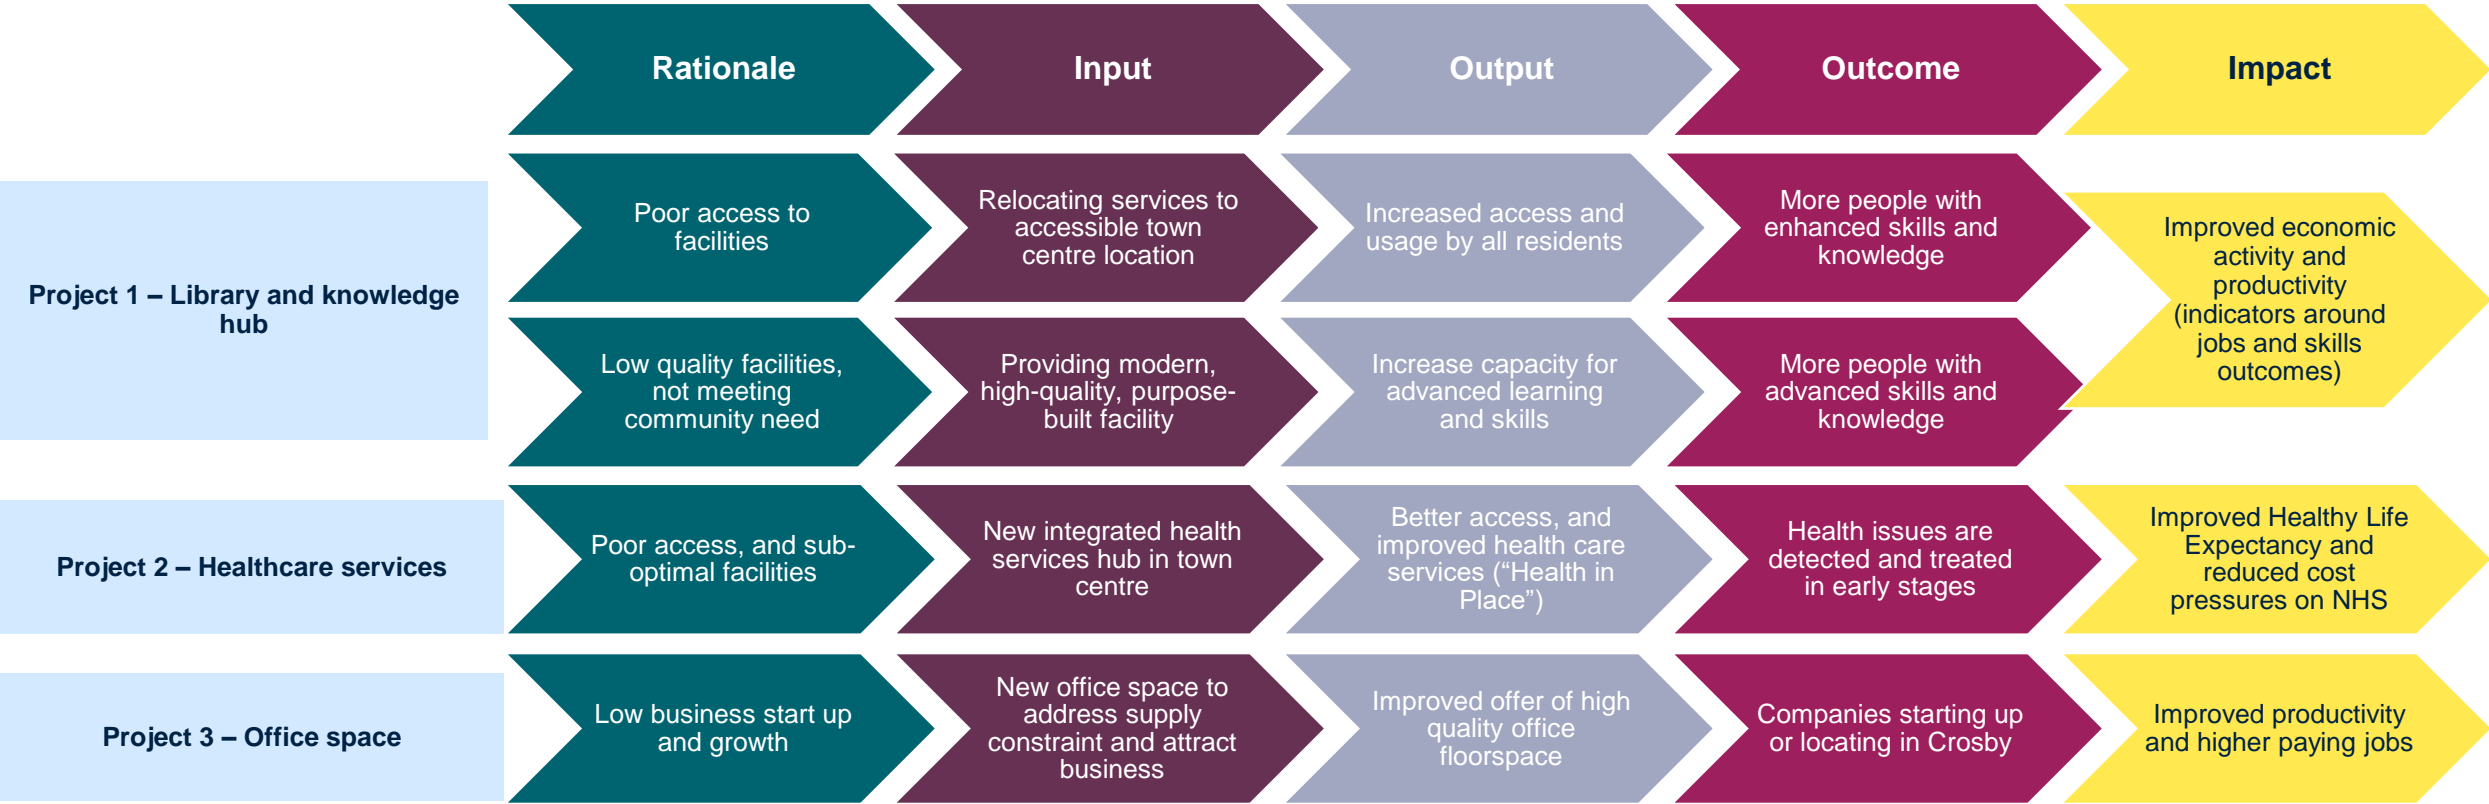 Rationale
Input
Output
Outcome
Impact
Project 1 – Library and knowledge
hub
Poor access to
facilities
Relocating services to
accessible town
centre location
Increased access and
usage by all residents
More people with
enhanced skills and
knowledge
Low quality facilities,
not meeting
community need
Providing modern,
high-quality, purpose-
built facility
Increase capacity for
advanced learning
and skills
More people with
advanced skills and
knowledge
Improved economic
activity and
productivity
(indicators around
jobs and skills
outcomes)
Project 2 – Healthcare services
Poor access, and sub-
optimal facilities
New integrated health
services hub in town
centre
Better access, and
improved health care
services (“Health in
Place”)
Health issues are
detected and treated
in early stages
Improved Healthy Life
Expectancy and
reduced cost
pressures on NHS
Project 3 – Office space
Low business start up
and growth
New office space to
address supply
constraint and attract
business
Improved offer of high
quality office
floorspace
Companies starting up
or locating in Crosby
Improved productivity
and higher paying jobs